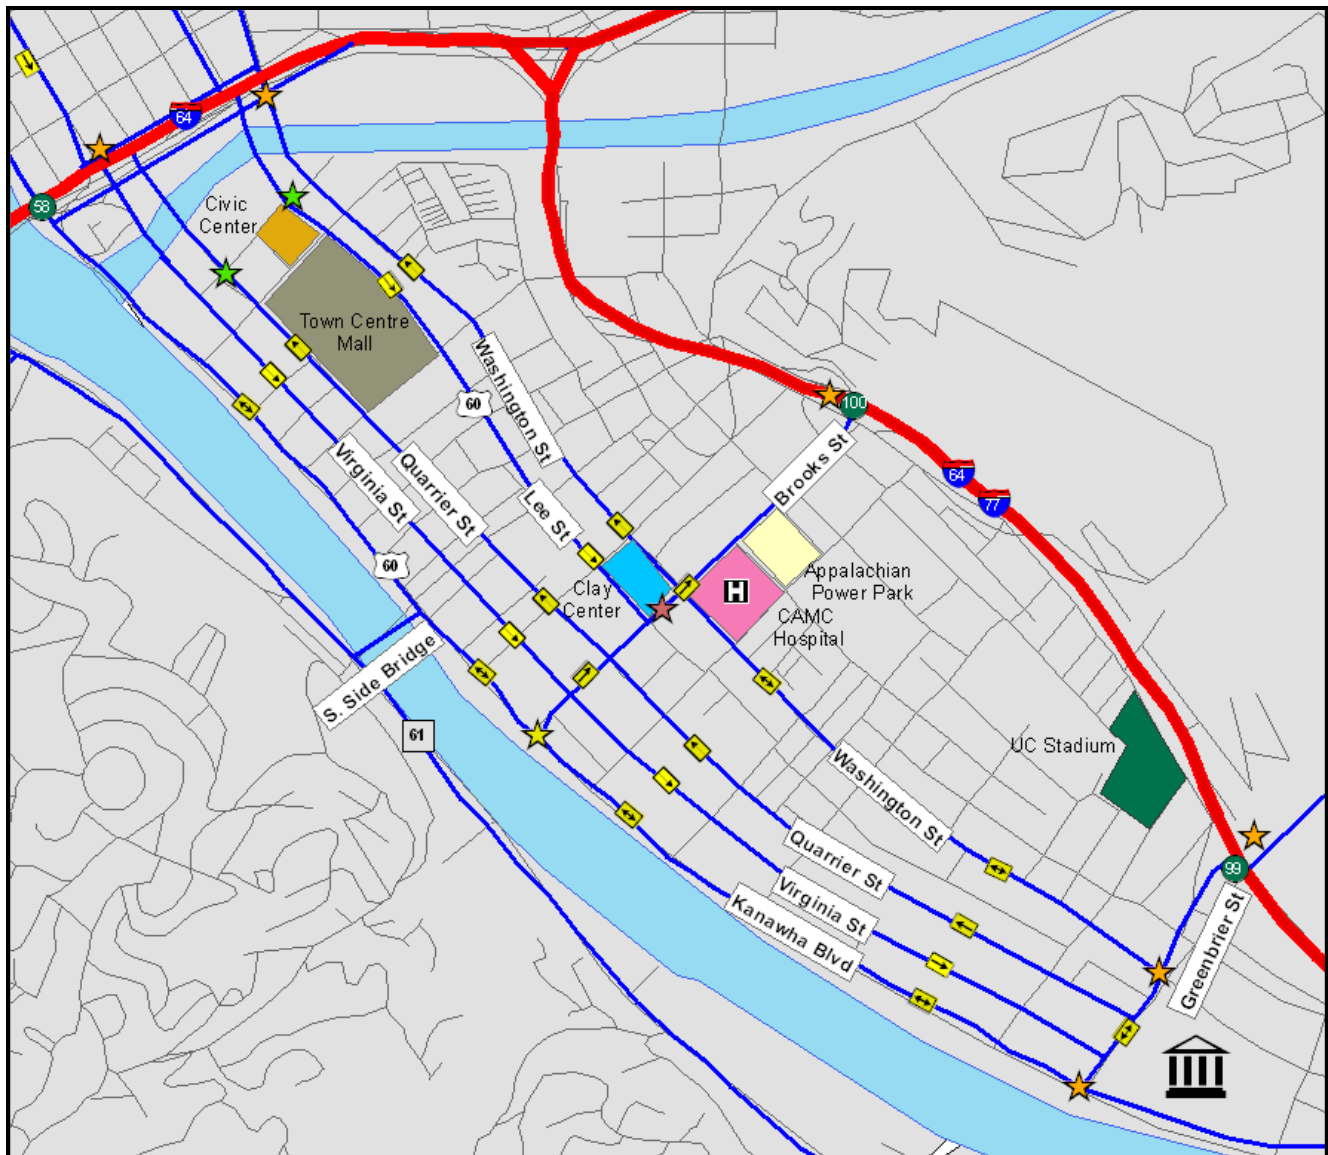 64
58
Civic
Center
Town Centre
Mall
Washington St
60
100
Brooks St
64
77
Virginia St
Quarrier St
Lee St
60
Clay
Center
H
Appalachian
Power Park
CAMC
Hospital
S. Side Bridge
61
UC Stadium
Washington St
Quarrier St
99
Virginia St
Kanawha Blvd
Greenbrier St